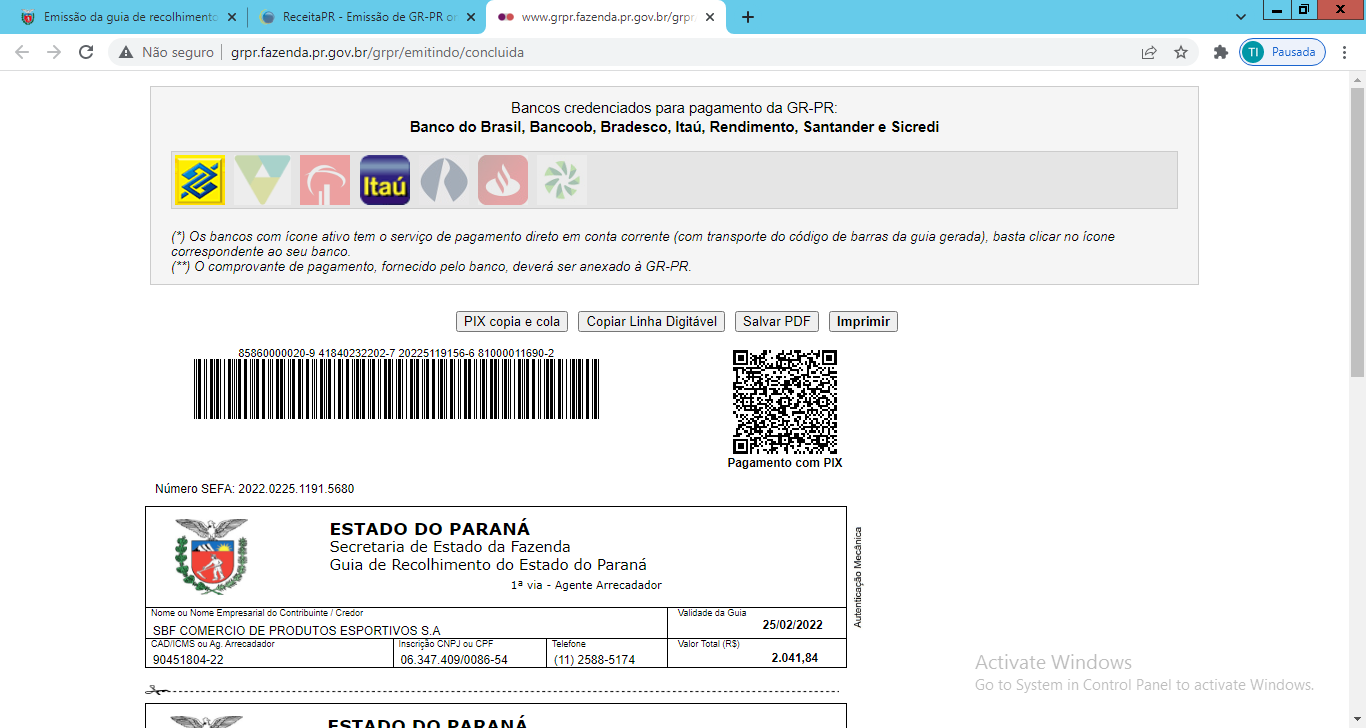 Emissão da guia de recolhimento
ReceitaPR - Emissão de GR-PR on
www.grpr.fazenda.pr.gov.br/grpr
Não seguro
grpr.fazenda.pr.gov.br/grpr/emitindo/concluida
TI Pausada
Bancos credenciados para pagamento da GR-PR:
Banco do Brasil, Bancoob, Bradesco, Itaú, Rendimento, Santander e Sicredi
Itaú
(*) Os bancos com ícone ativo tem o serviço de pagamento direto em conta corrente (com transporte do código de barras da guia gerada), basta clicar no ícone
correspondente ao seu banco.
(**) O comprovante de pagamento, fornecido pelo banco, deverá ser anexado à GR-PR.
PIX copia e cola
Copiar Linha Digitável
Salvar PDF
Imprimir
85860000020-9 41840232202-7 20225119156-6 81000011690-2
Pagamento com PIX
Número SEFA: 2022.0225.1191.5680
ESTADO DO PARANÁ
Secretaria de Estado da Fazenda
Guia de Recolhimento do Estado do Paraná
1ª via - Agente Arrecadador
Autenticação Mecânica
Nome ou Nome Empresarial do Contribuinte / Credor
SBF COMERCIO DE PRODUTOS ESPORTIVOS S.A
Validade da Guia
25/02/2022
CAD/ICMS ou Ag. Arrecadador
90451804-22
Inscrição CNPJ ou CPF
06.347.409/0086-54
Telefone
(11) 2588-5174
Valor Total (R$)
2.041,84
Activate Windows
Go to System in Control Panel to activate Windows.
ESTADO DO PARANÁ